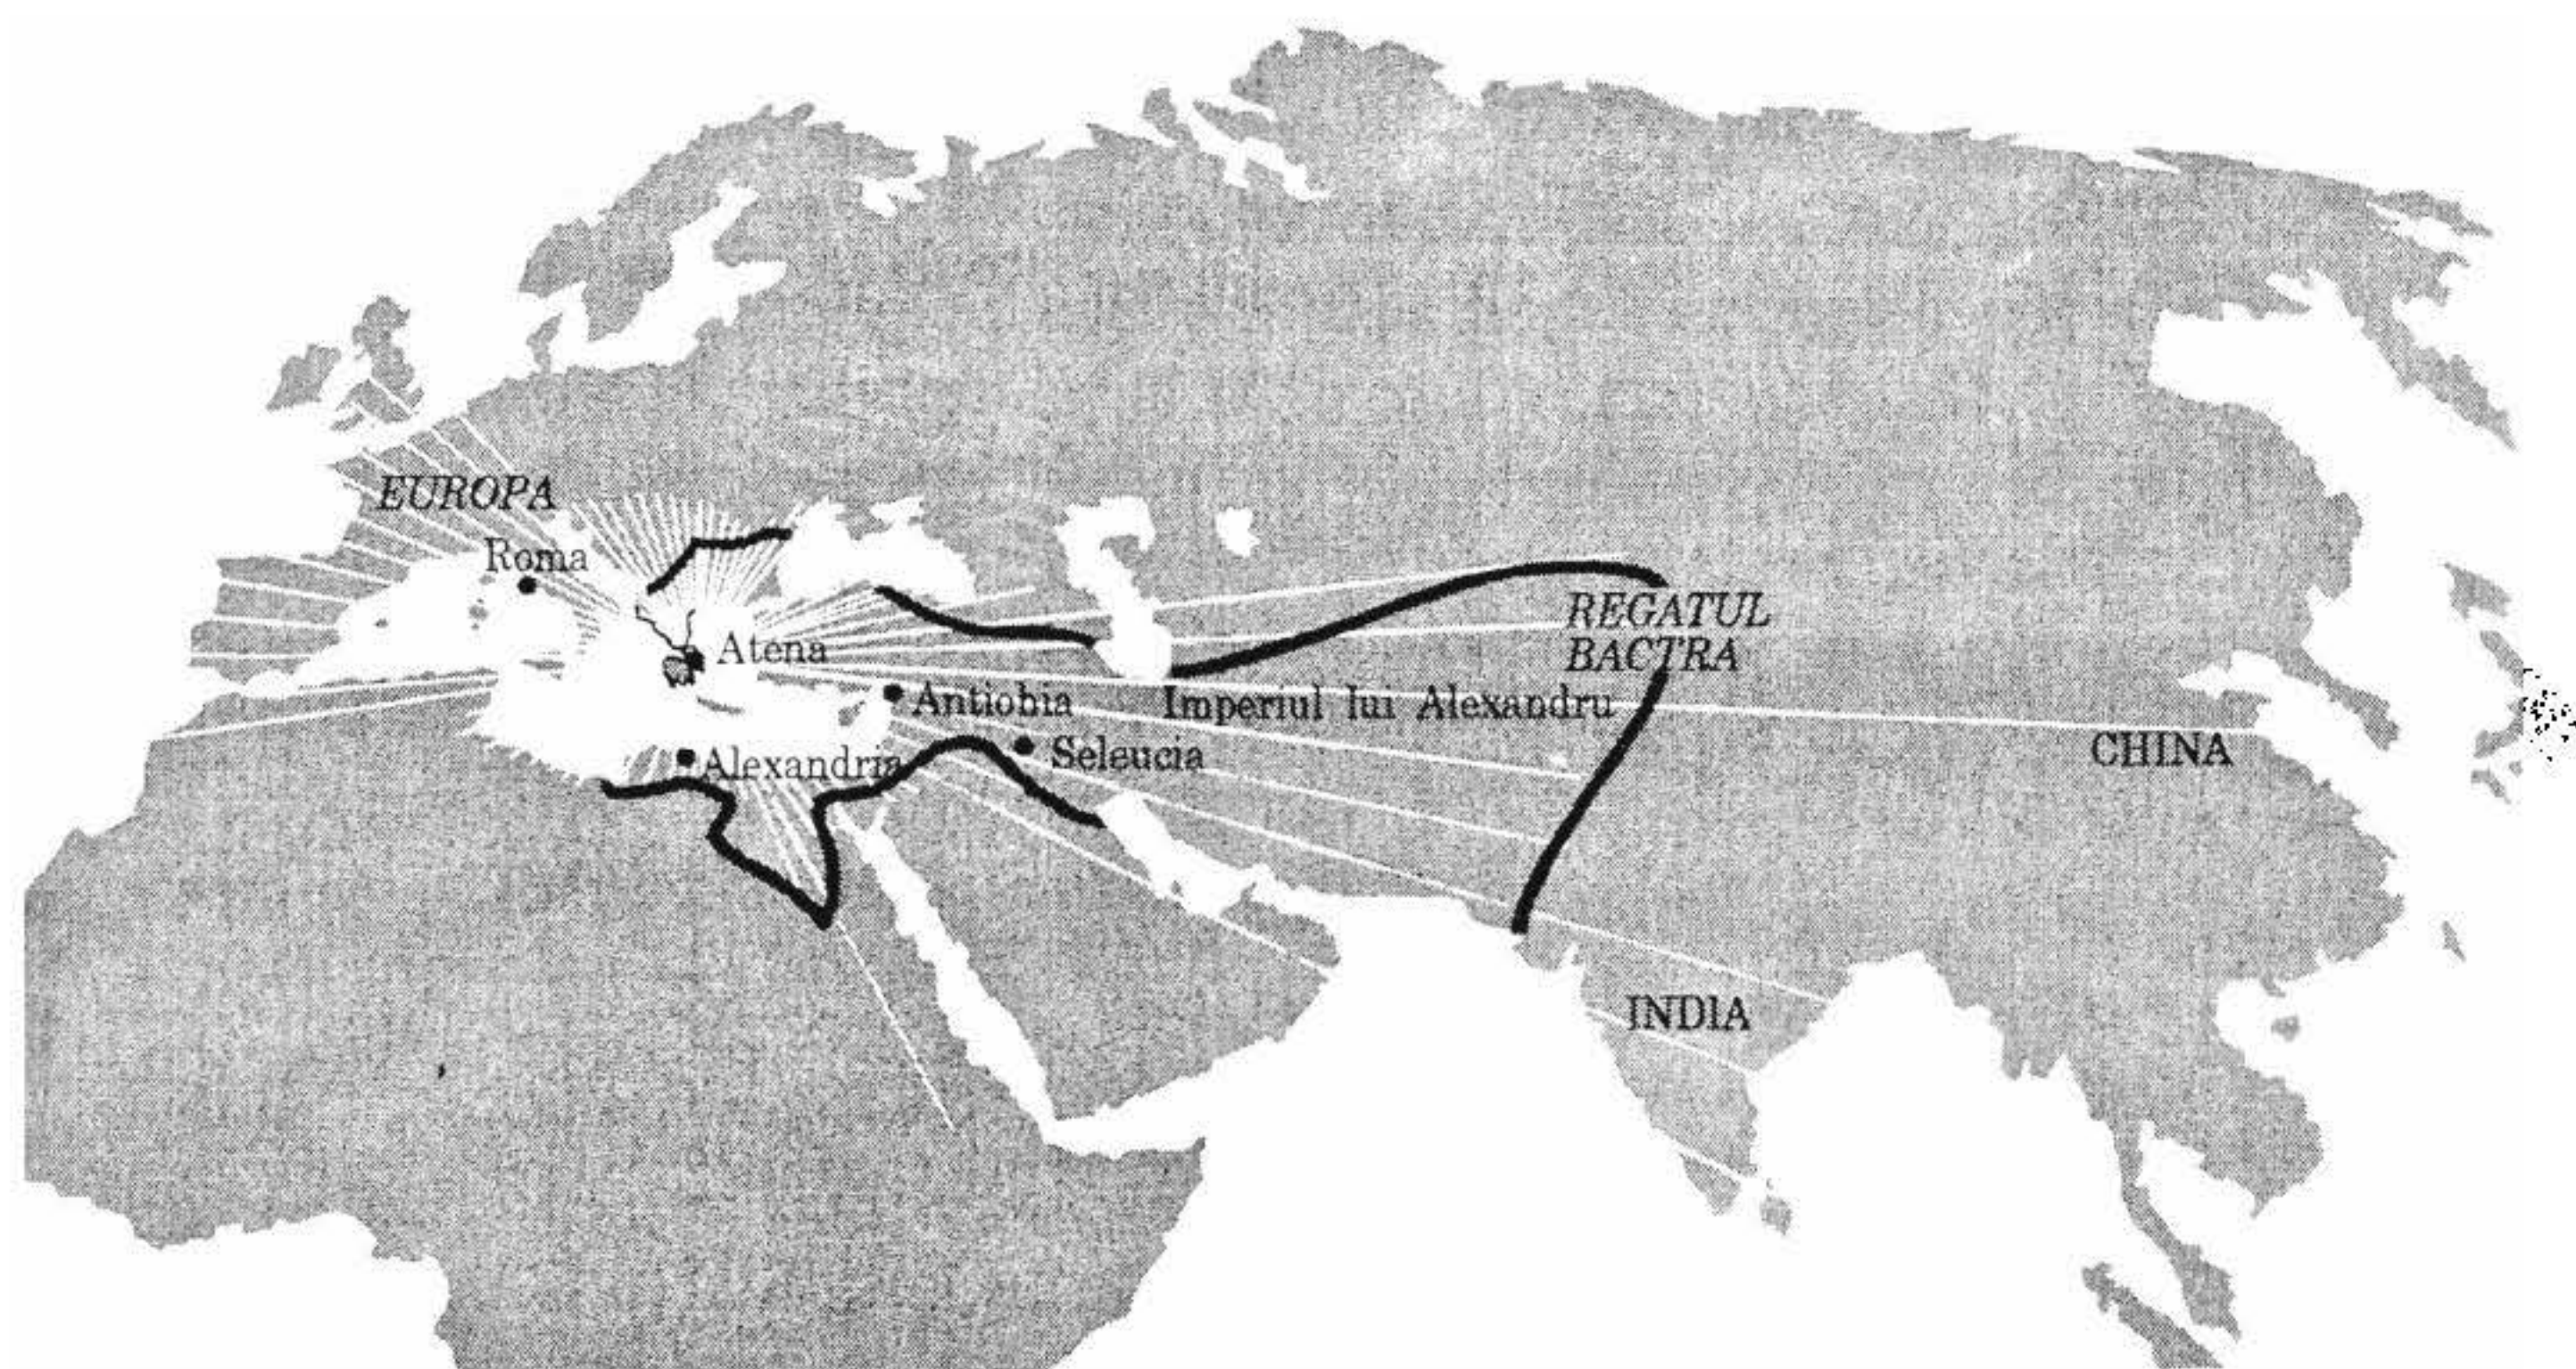 EUROPA
Roma
Atena
REGATUL
BACTRA
Antiohia
Imperiul lui Alexandru
Alexandria
Seleucia
CHINA
INDIA